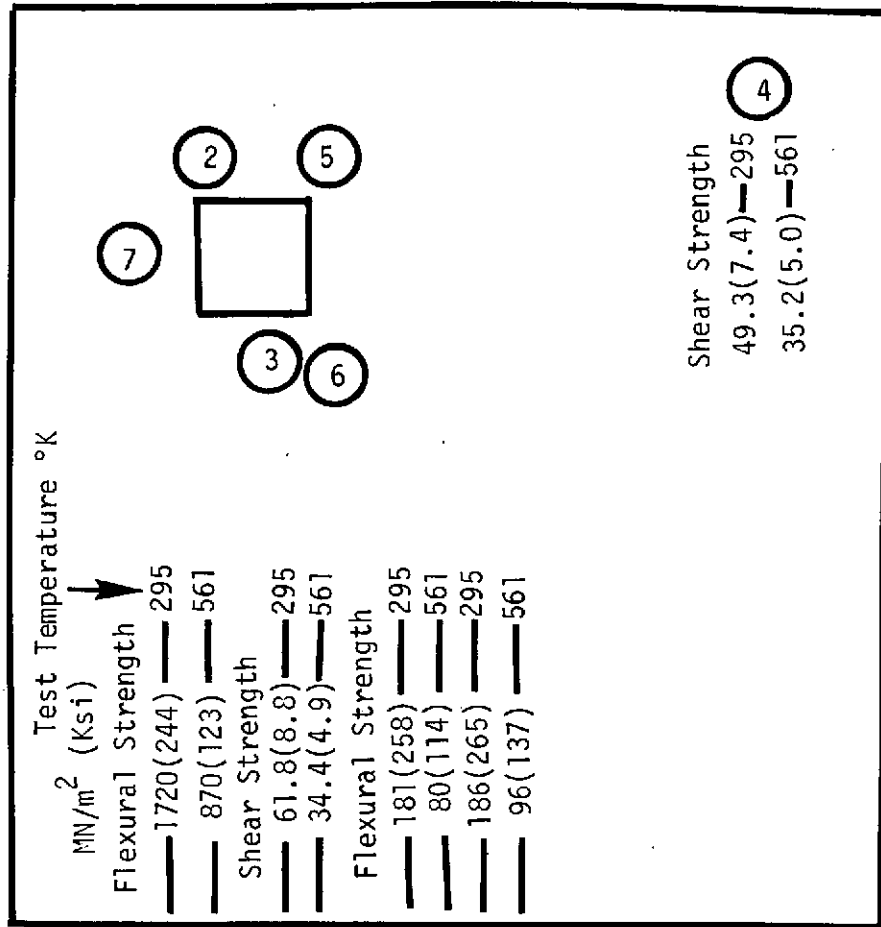 Test Temperature °K
MN/m² (Ksi)
Flexural Strength
1720(244) — 295
870(123) — 561
Shear Strength
61.8(8.8) — 295
34.4(4.9) — 561
Flexural Strength
181(258) — 295
80(114) — 561
186(265) — 295
96(137) — 561
7
2
3
5
6
Shear Strength
49.3(7.4) — 295
35.2(5.0) — 561
4